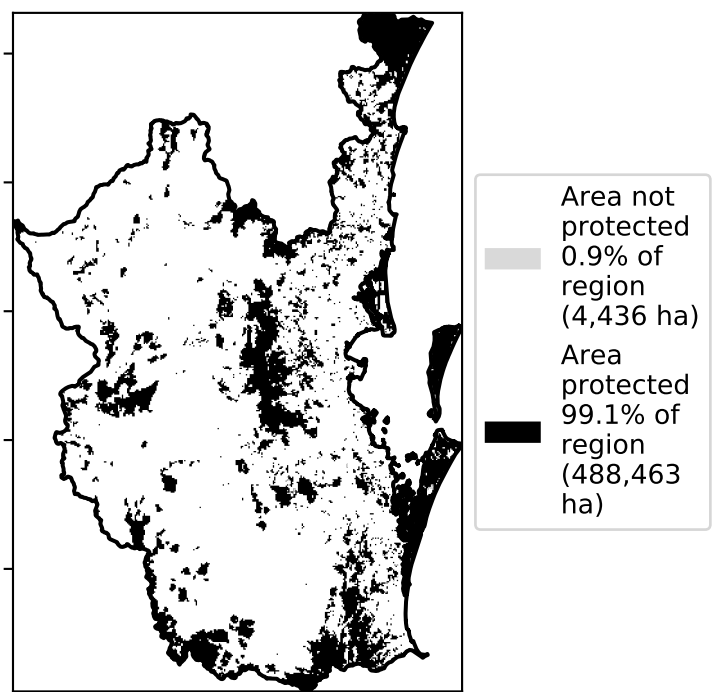 Area not
protected
0.9% of
region
(4,436 ha)
Area
protected
99.1% of
region
(488,463
ha)